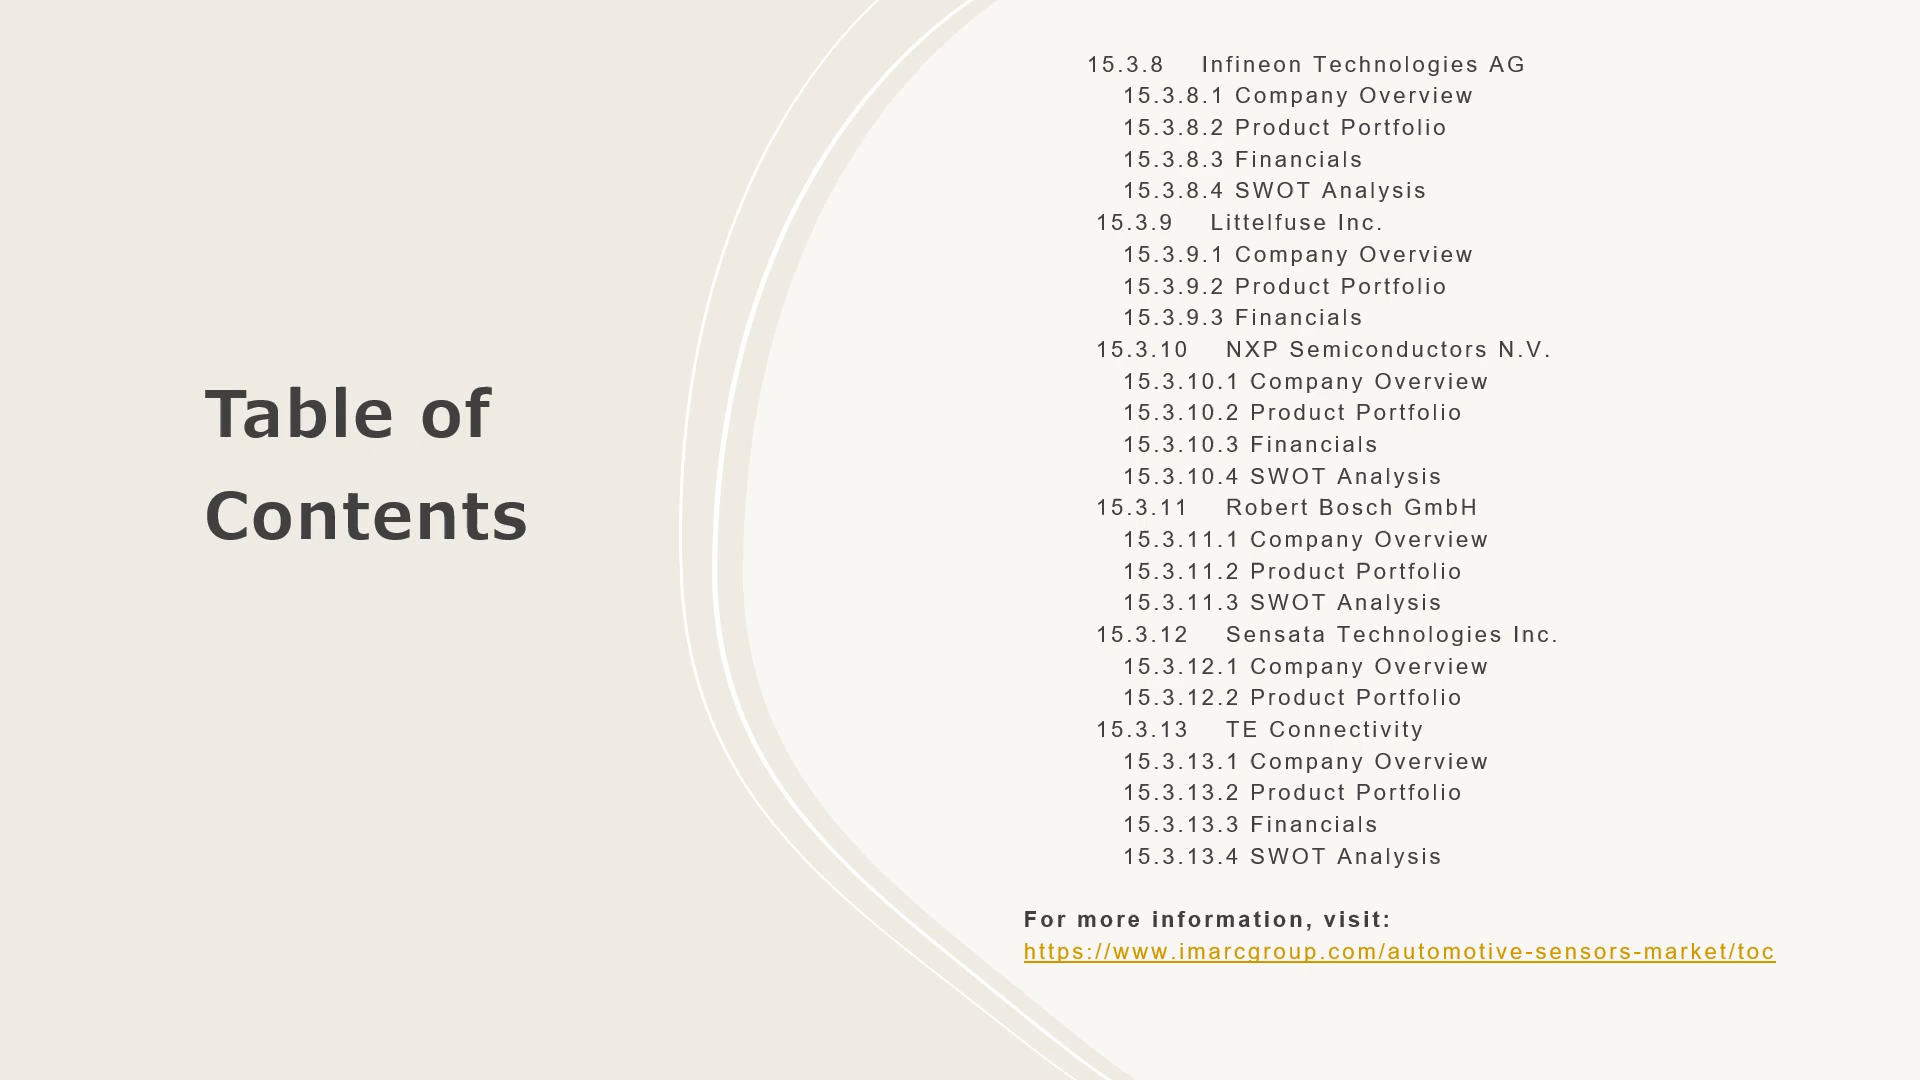 Table of
Contents
15.3.8 Infineon Technologies AG
15.3.8.1 Company Overview
15.3.8.2 Product Portfolio
15.3.8.3 Financials
15.3.8.4 SWOT Analysis
15.3.9 Littelfuse Inc.
15.3.9.1 Company Overview
15.3.9.2 Product Portfolio
15.3.9.3 Financials
15.3.10 NXP Semiconductors N.V.
15.3.10.1 Company Overview
15.3.10.2 Product Portfolio
15.3.10.3 Financials
15.3.10.4 SWOT Analysis
15.3.11 Robert Bosch GmbH
15.3.11.1 Company Overview
15.3.11.2 Product Portfolio
15.3.11.3 SWOT Analysis
15.3.12 Sensata Technologies Inc.
15.3.12.1 Company Overview
15.3.12.2 Product Portfolio
15.3.13 TE Connectivity
15.3.13.1 Company Overview
15.3.13.2 Product Portfolio
15.3.13.3 Financials
15.3.13.4 SWOT Analysis
For more information, visit:
https://www.imarcgroup.com/automotive-sensors-market/toc